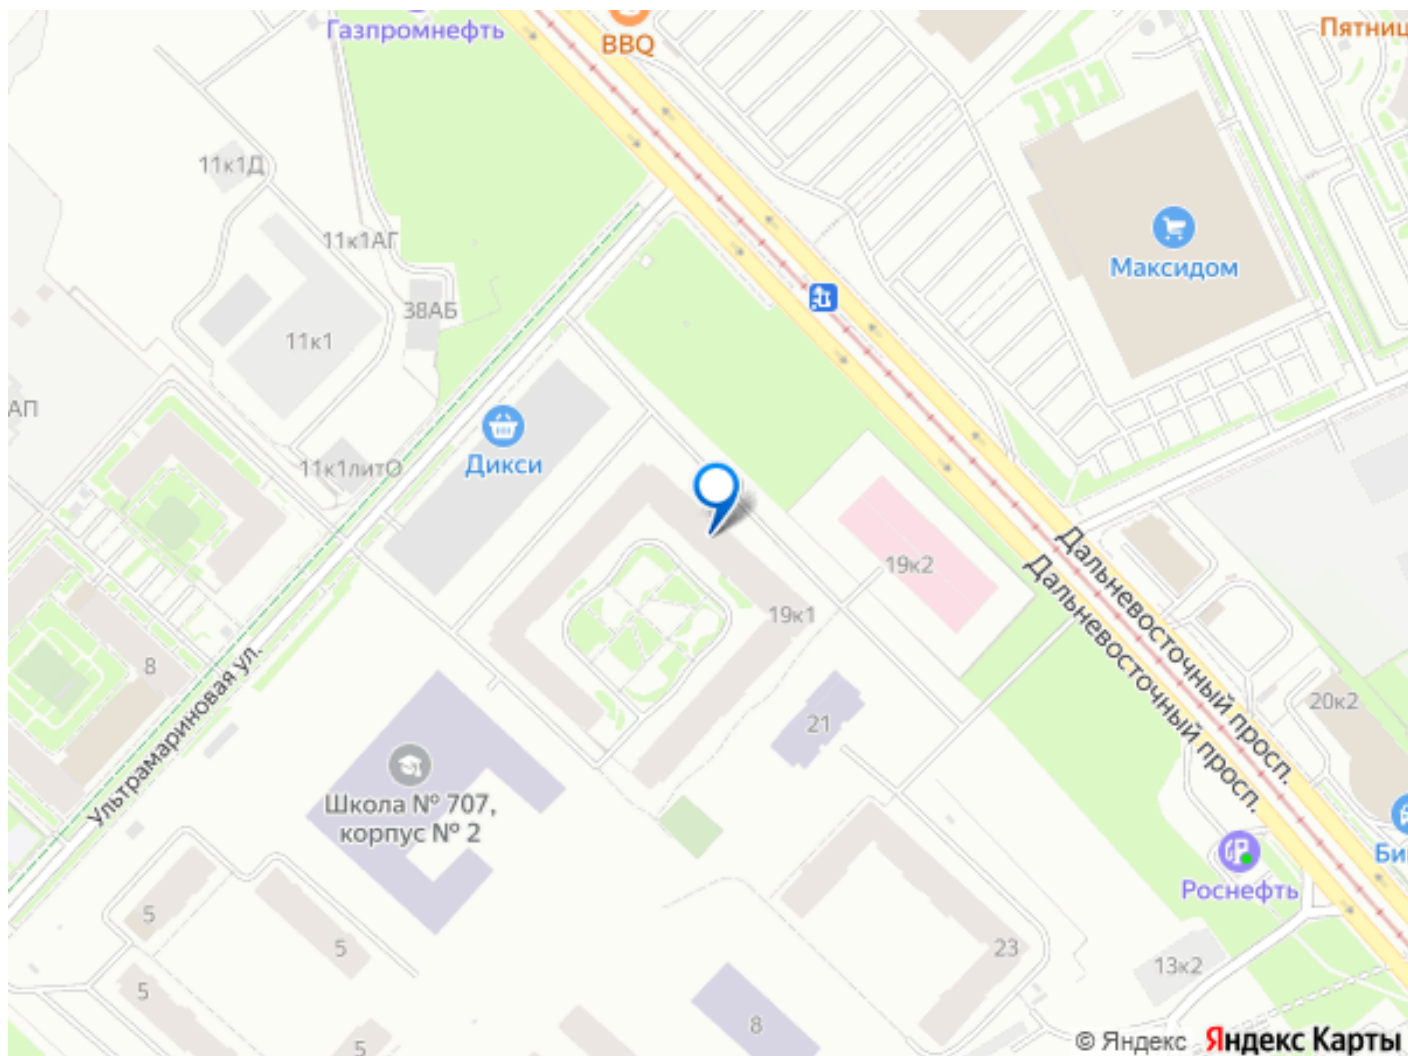 Газпромнефть
BBQ
Пятниц
11к1Д
11к1АГ
Максидом
38АБ
11к1
АП
Дикси
11к1литО
19к2
Дальневосточный просп.
Дальневосточный просп.
19к1
8
Ультрамариновая ул.
20к2
21
Школа № 707,
корпус № 2
Би
Роснефть
5
5
23
13к2
5
8
5
© Яндекс Яндекс Карты